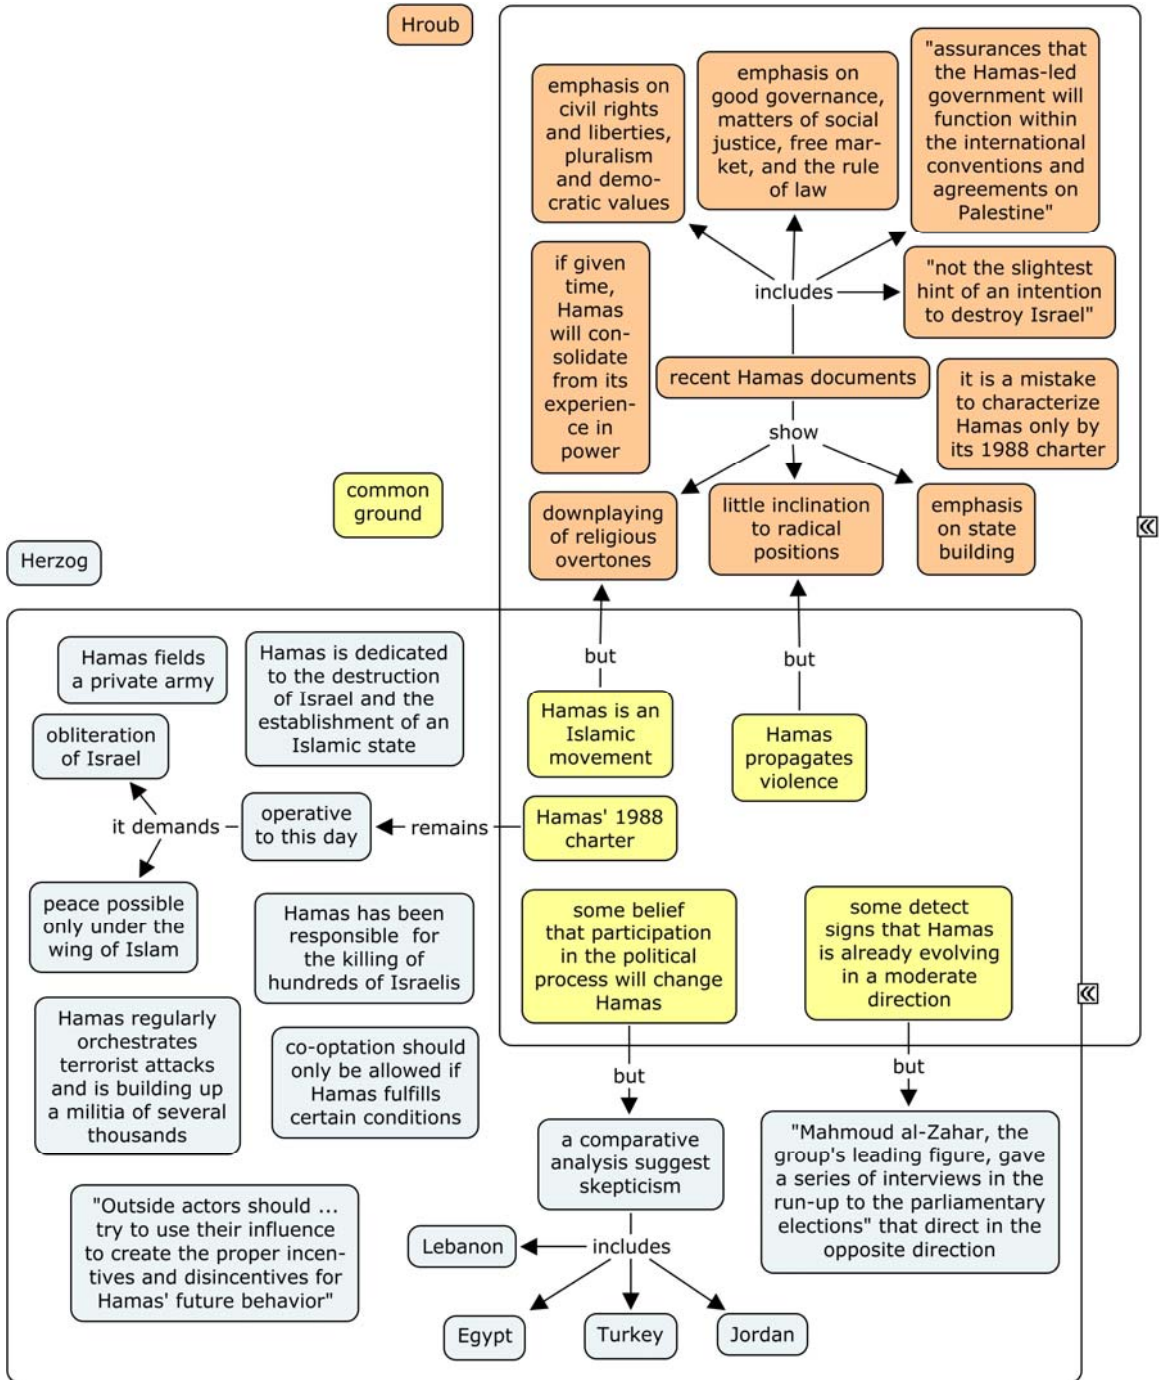 Hroub
emphasis on
civil rights
and liberties,
pluralism
and demo-
cratic values
emphasis on
good governance,
matters of social
justice, free mar-
ket, and the rule
of law
"assurances that
the Hamas-led
government will
function within
the international
conventions and
agreements on
Palestine"
if given
time,
Hamas
will con-
solidate
from its
experien-
ce in
power
includes
"not the slightest
hint of an intention
to destroy Israel"
recent Hamas documents
it is a mistake
to characterize
Hamas only by
its 1988 charter
show
common
ground
downplaying
of religious
overtones
little inclination
to radical
positions
emphasis
on state
building
Herzog
Hamas fields
a private army
Hamas is dedicated
to the destruction
of Israel and the
establishment of an
Islamic state
but
but
Hamas is an
Islamic
movement
Hamas
propagates
violence
obliteration
of Israel
it demands
operative
to this day
remains
Hamas' 1988
charter
peace possible
only under the
wing of Islam
Hamas has been
responsible for
the killing of
hundreds of Israelis
some belief
that participation
in the political
process will change
Hamas
some detect
signs that Hamas
is already evolving
in a moderate
direction
Hamas regularly
orchestrates
terrorist attacks
and is building up
a militia of several
thousands
co-optation should
only be allowed if
Hamas fulfills
certain conditions
but
but
a comparative
analysis suggest
skepticism
"Mahmoud al-Zahar, the
group's leading figure, gave
a series of interviews in the
run-up to the parliamentary
elections" that direct in the
opposite direction
"Outside actors should ...
try to use their influence
to create the proper incen-
tives and disincentives for
Hamas' future behavior"
Lebanon
includes
Egypt
Turkey
Jordan